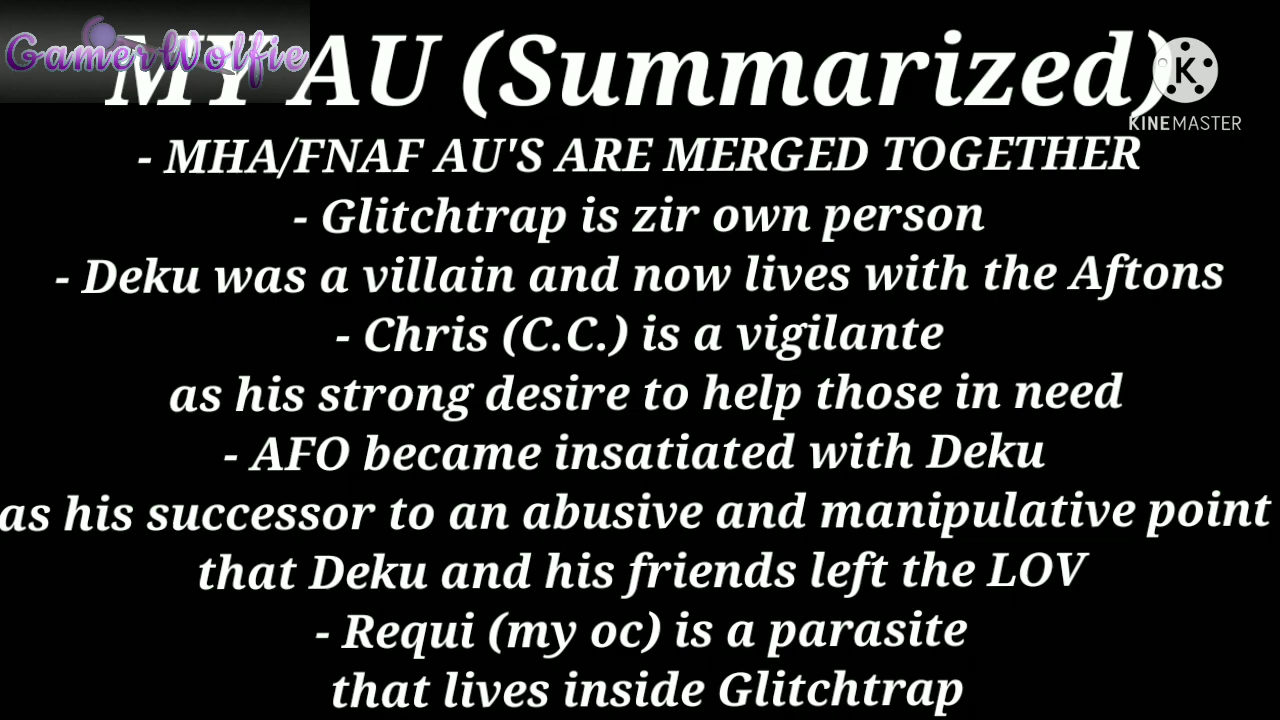 GamerWolfie
MY AU (Summarized)
K
KINEMASTER
- MHA/FNAF AU'S ARE MERGED TOGETHER
- Glitchtrap is zir own person
- Deku was a villain and now lives with the Aftons
- Chris (C.C.) is a vigilante
as his strong desire to help those in need
- AFO became insatiated with Deku
as his successor to an abusive and manipulative point
that Deku and his friends left the LOV
- Requi (my oc) is a parasite
that lives inside Glitchtrap